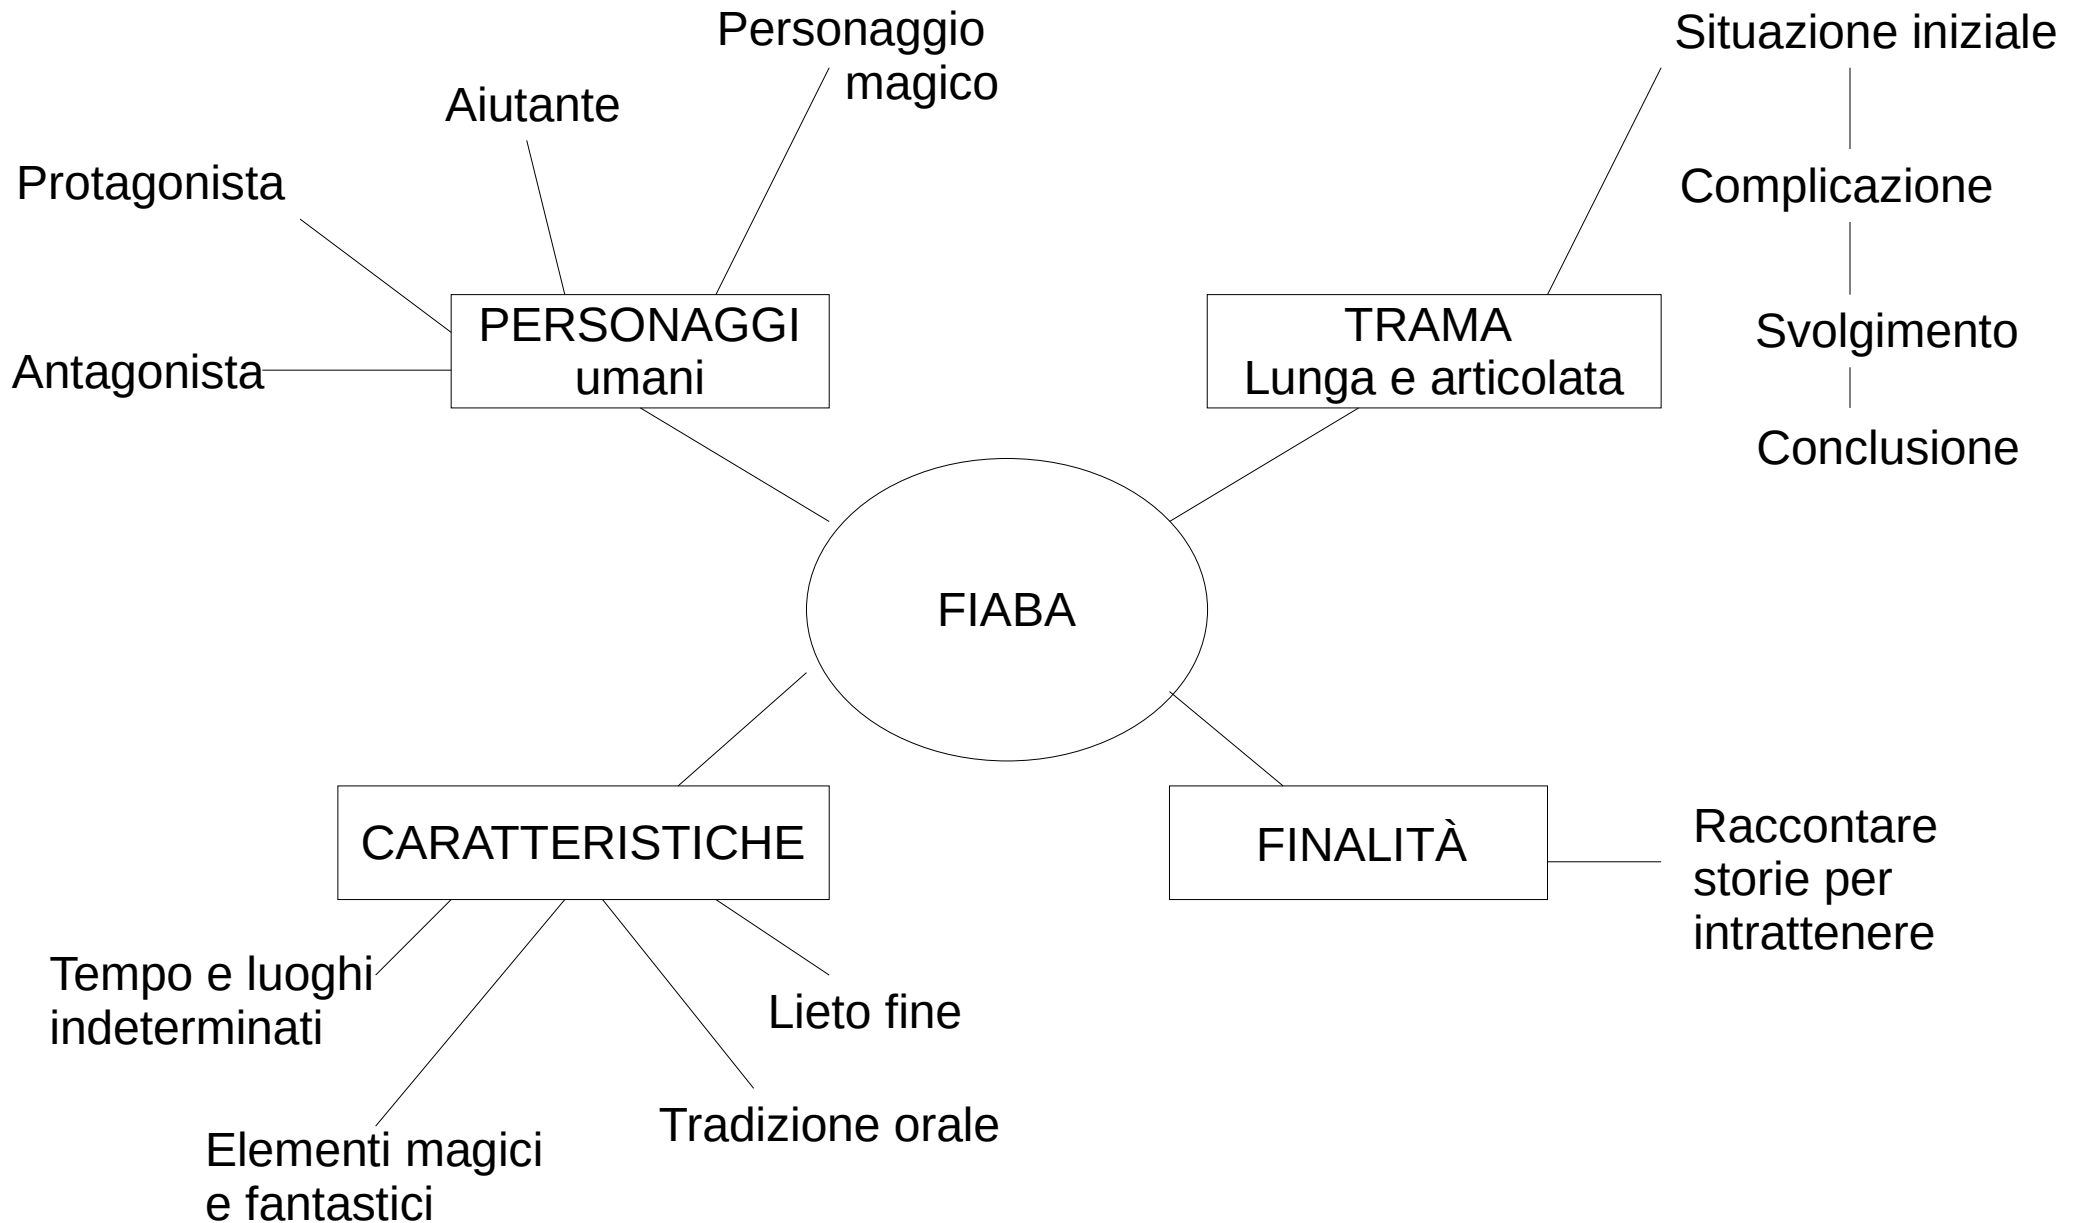 Personaggio
magico
Aiutante
Protagonista
Antagonista
PERSONAGGI
umani
Situazione iniziale
Complicazione
Svolgimento
Conclusione
TRAMA
Lunga e articolata
FIABA
CARATTERISTICHE
Tempo e luoghi
indeterminati
Elementi magici
e fantastici
Tradizione orale
Lieto fine
FINALITÀ
Raccontare
storie per
intrattenere